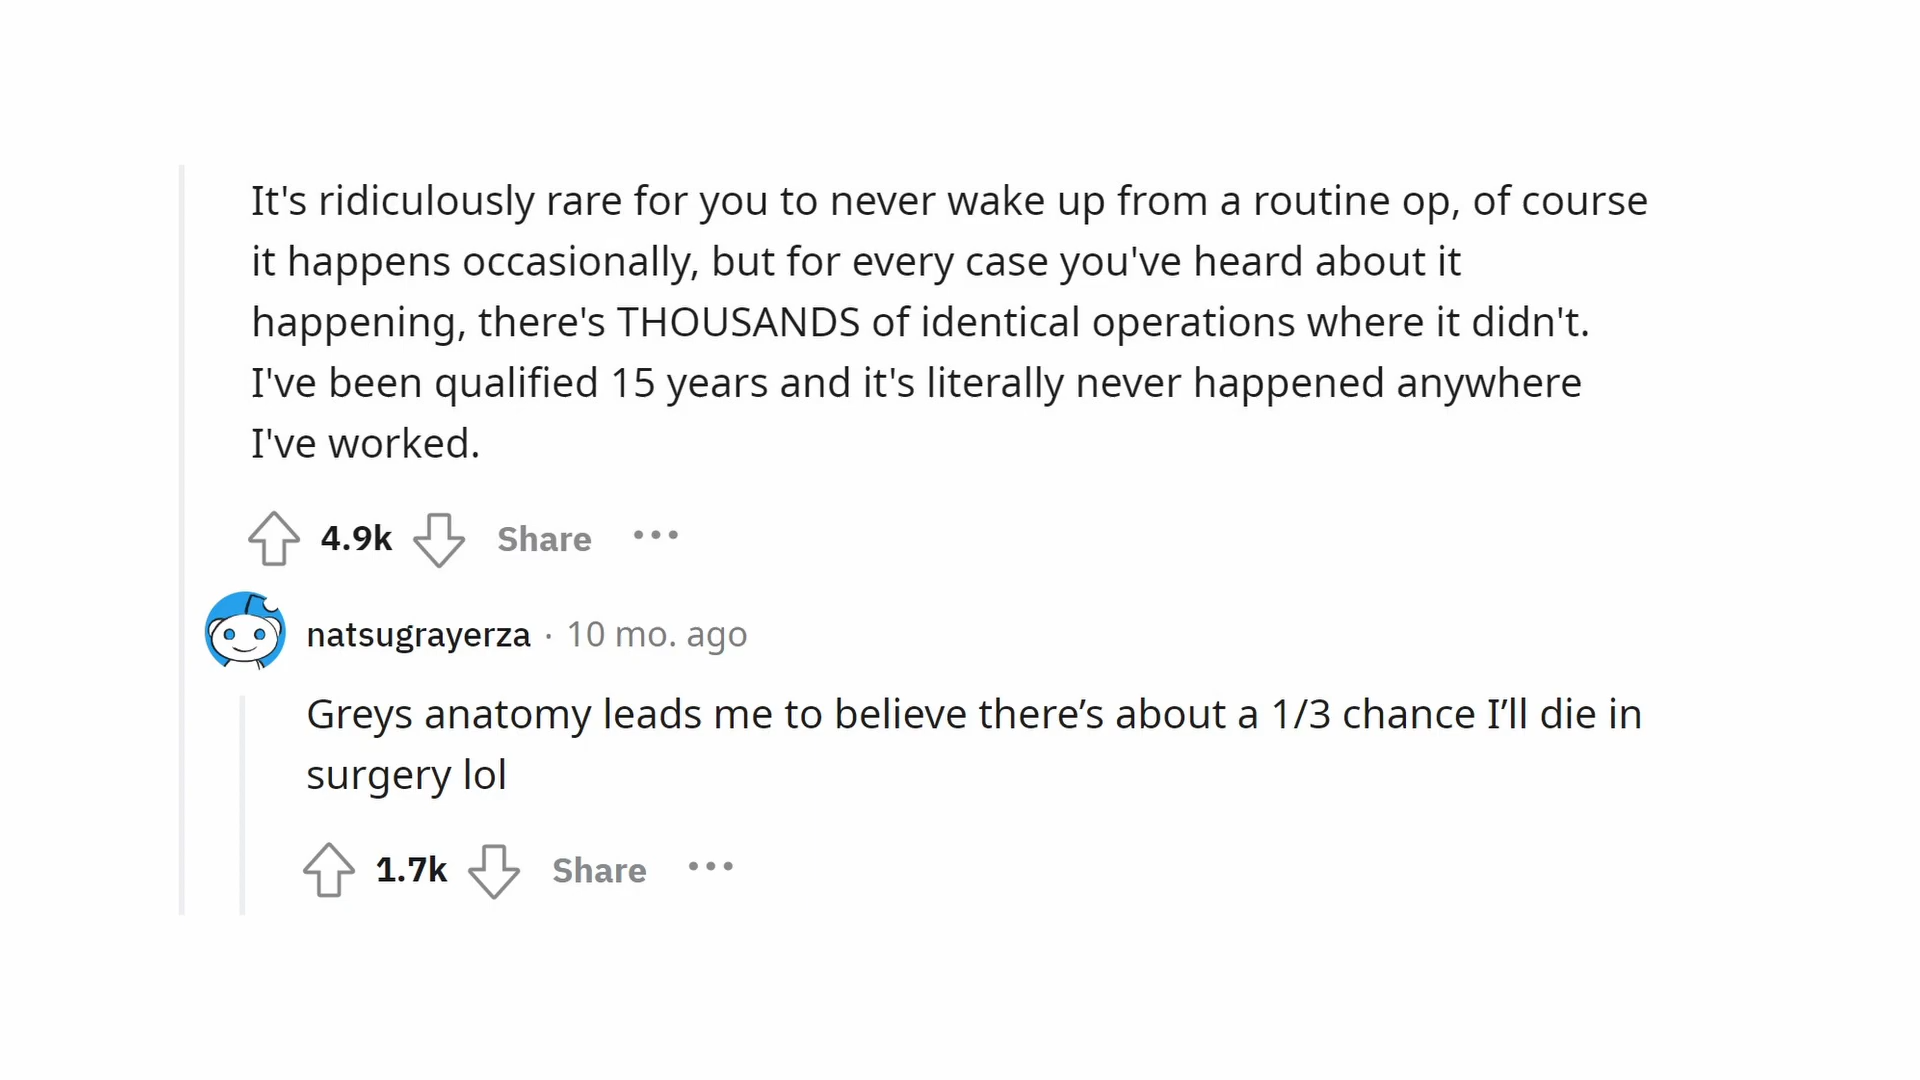 It's ridiculously rare for you to never wake up from a routine op, of course
it happens occasionally, but for every case you've heard about it
happening, there's THOUSANDS of identical operations where it didn't.
I've been qualified 15 years and it's literally never happened anywhere
I've worked.
4.9k Share
natsugrayerza · 10 mo. ago
Greys anatomy leads me to believe there’s about a 1/3 chance I’ll die in
surgery lol
1.7k Share